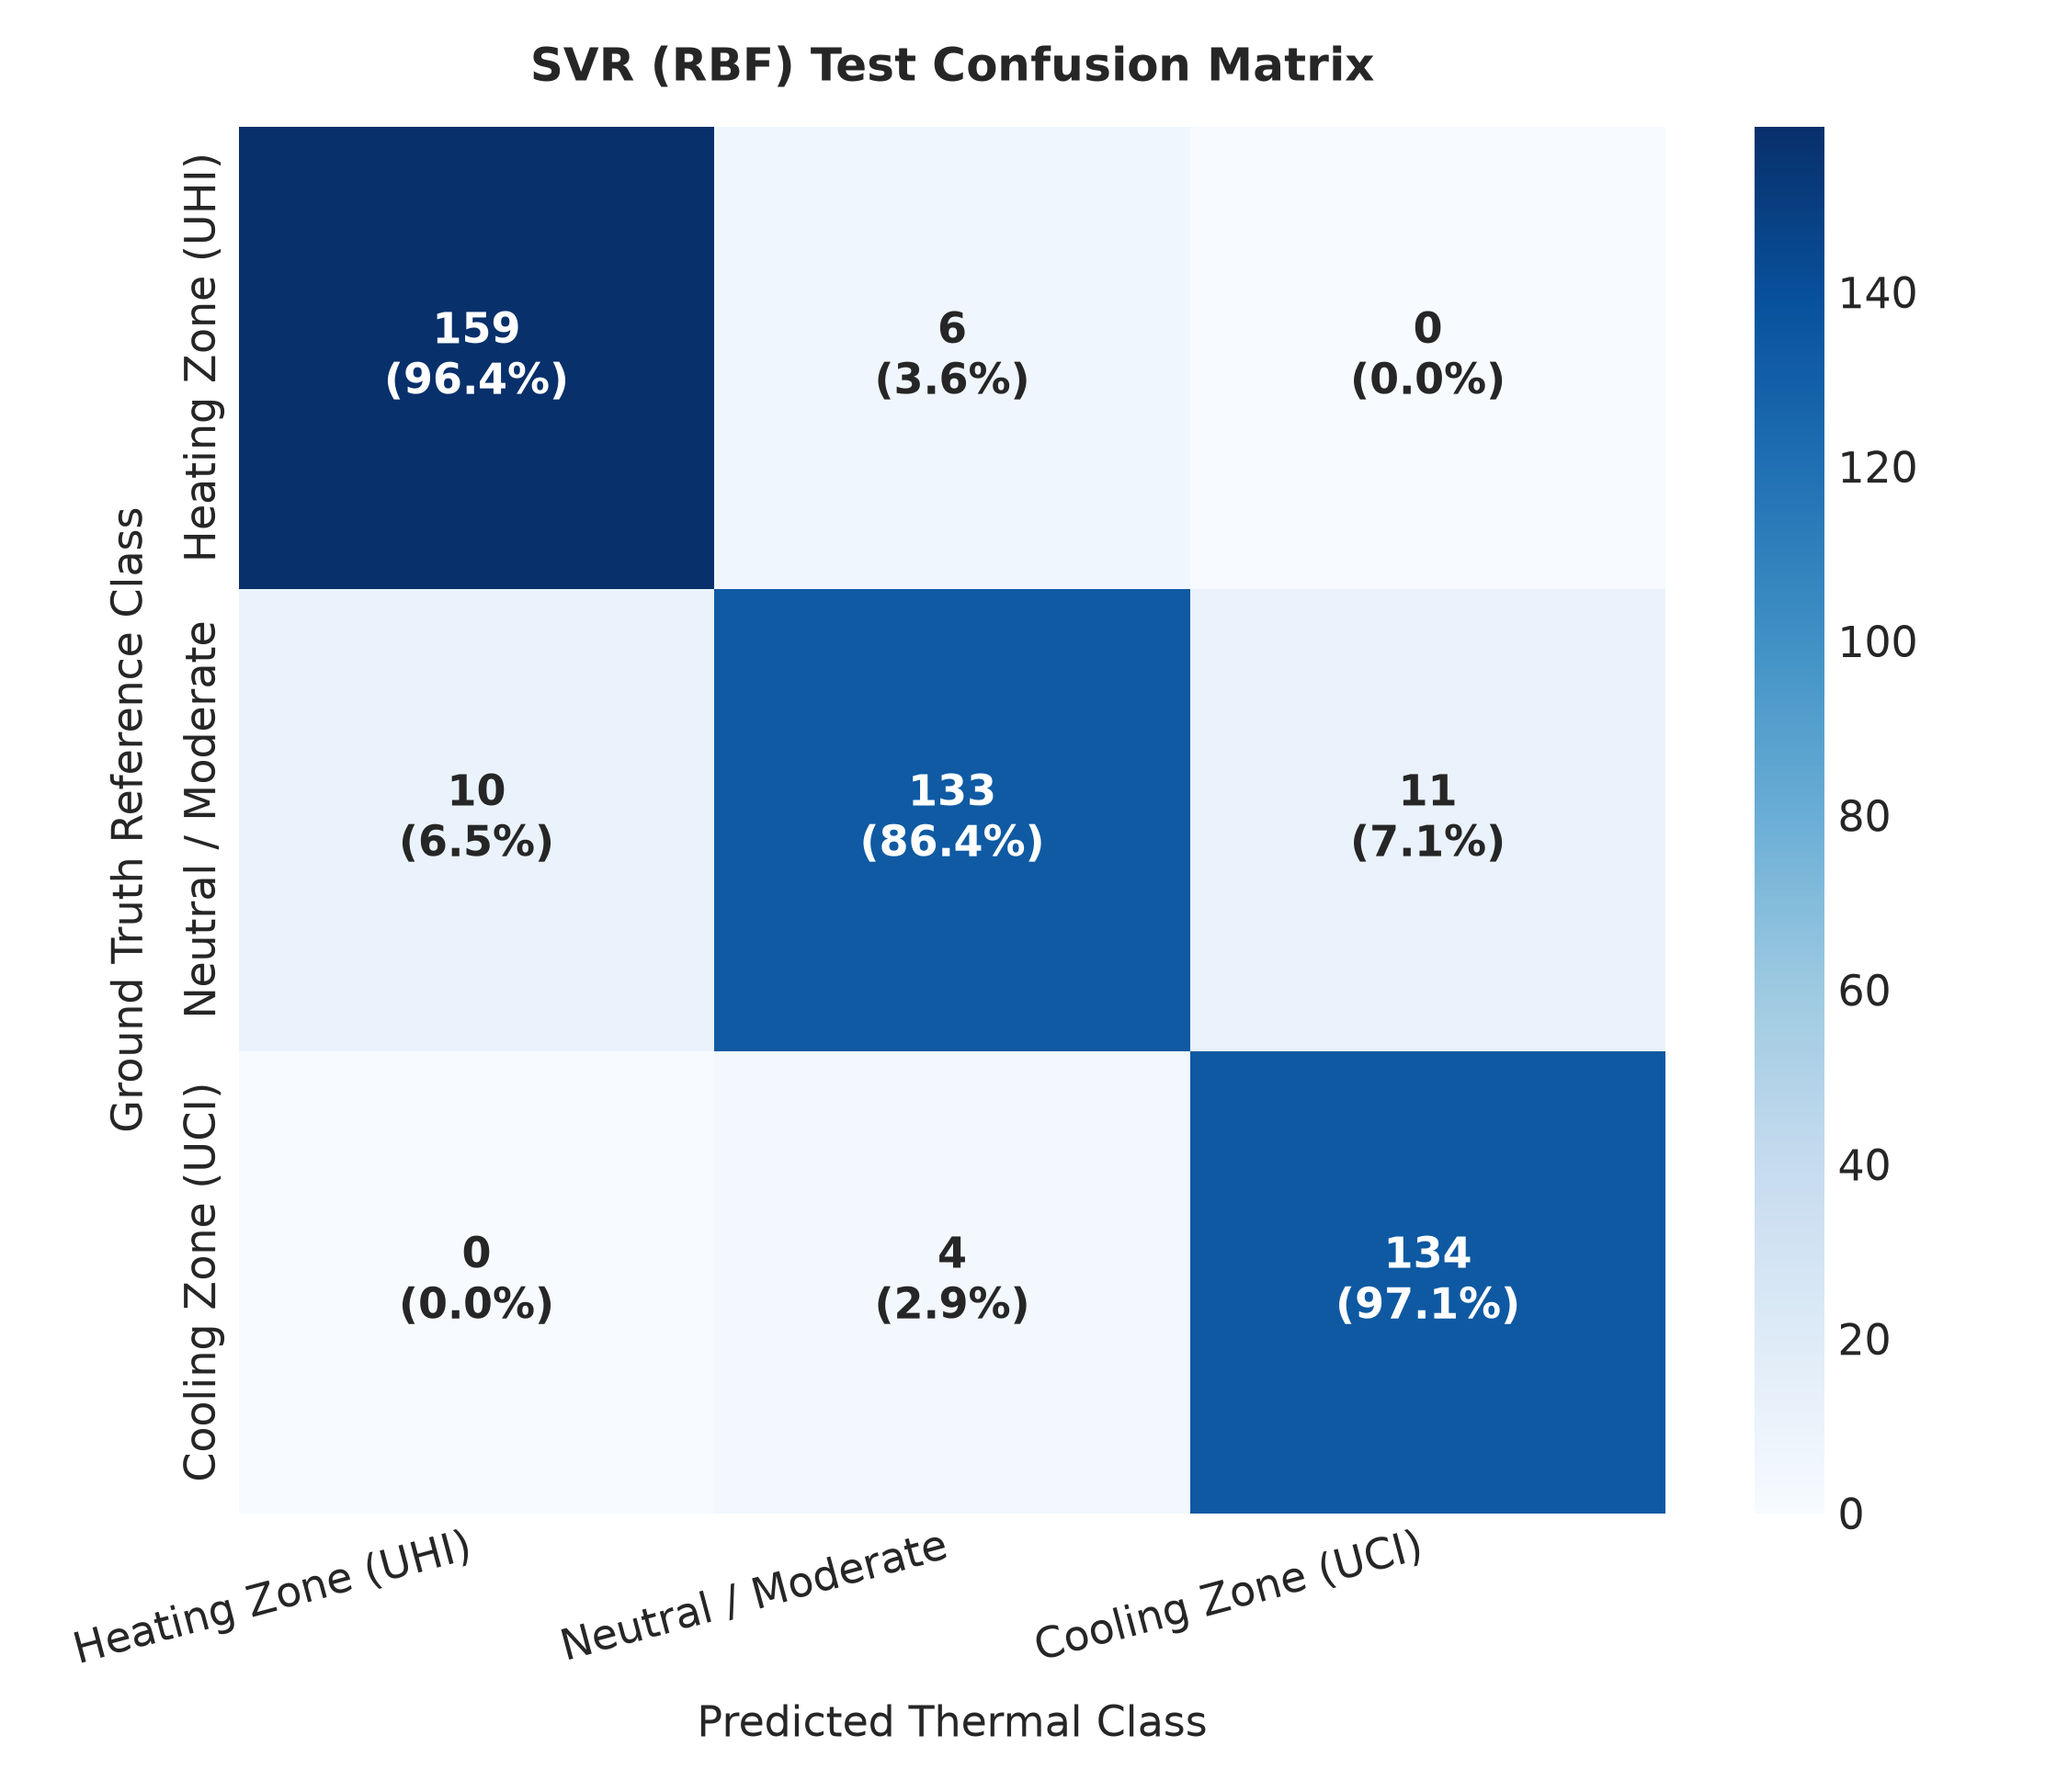 SVR (RBF) Test Confusion Matrix
Ground Truth Reference Class
Heating Zone (UHI)
159
(96.4%)
6
(3.6%)
0
(0.0%)
Neutral / Moderate
10
(6.5%)
133
(86.4%)
11
(7.1%)
Cooling Zone (UCI)
0
(0.0%)
4
(2.9%)
134
(97.1%)
Heating Zone (UHI)
Neutral / Moderate
Cooling Zone (UCI)
Predicted Thermal Class
140
120
100
80
60
40
20
0